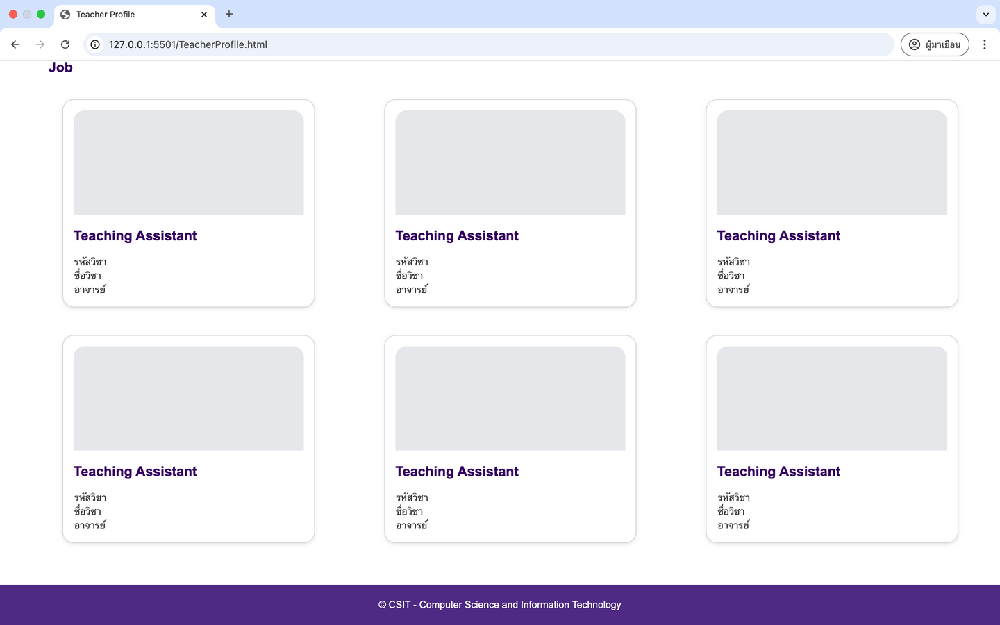 Teacher Profile
127.0.0.1:5501/TeacherProfile.html
ผู้มาเยือน
Job
Teaching Assistant
รหัสวิชา
ชื่อวิชา
อาจารย์
Teaching Assistant
รหัสวิชา
ชื่อวิชา
อาจารย์
Teaching Assistant
รหัสวิชา
ชื่อวิชา
อาจารย์
Teaching Assistant
รหัสวิชา
ชื่อวิชา
อาจารย์
Teaching Assistant
รหัสวิชา
ชื่อวิชา
อาจารย์
Teaching Assistant
รหัสวิชา
ชื่อวิชา
อาจารย์
© CSIT - Computer Science and Information Technology